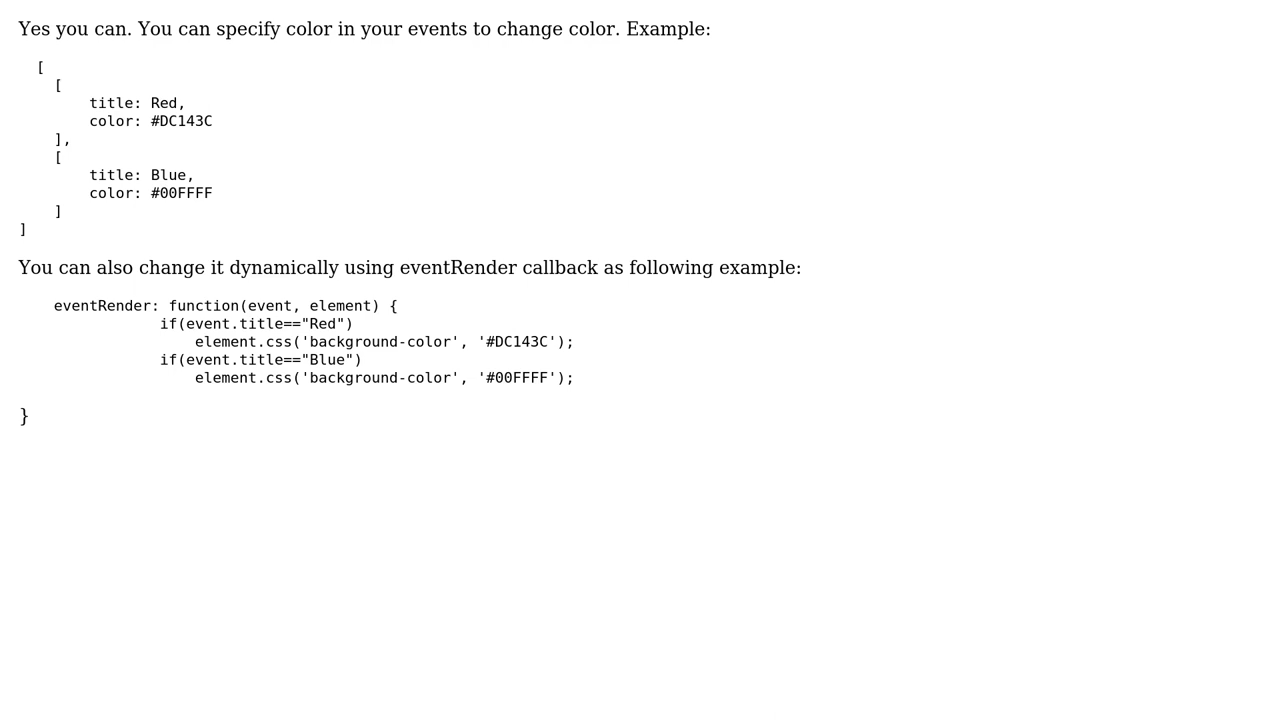 Yes you can. You can specify color in your events to change color. Example:
  [
    [
        title: Red,
        color: #DC143C
    ],
    [
        title: Blue,
        color: #00FFFF
    ]
]
You can also change it dynamically using eventRender callback as following example:
    eventRender: function(event, element) {
                if(event.title=="Red")
                    element.css('background-color', '#DC143C');
                if(event.title=="Blue")
                    element.css('background-color', '#00FFFF');
}